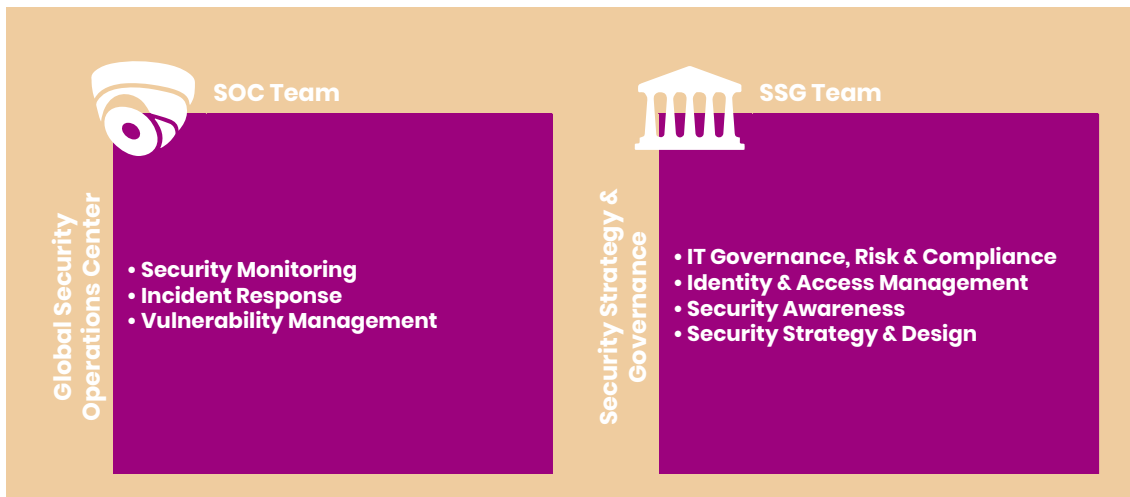 SOC Team
Global Security
Operations Center
• Security Monitoring
• Incident Response
• Vulnerability Management
SSG Team
Security Strategy &
Governance
• IT Governance, Risk & Compliance
• Identity & Access Management
• Security Awareness
• Security Strategy & Design